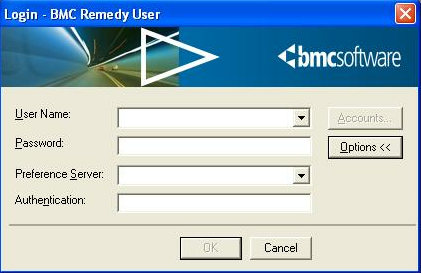 Login - BMC Remedy User
bmcsoftware
User Name:
Accounts...
Password:
Options <<
Preference Server:
Authentication:
OK
Cancel